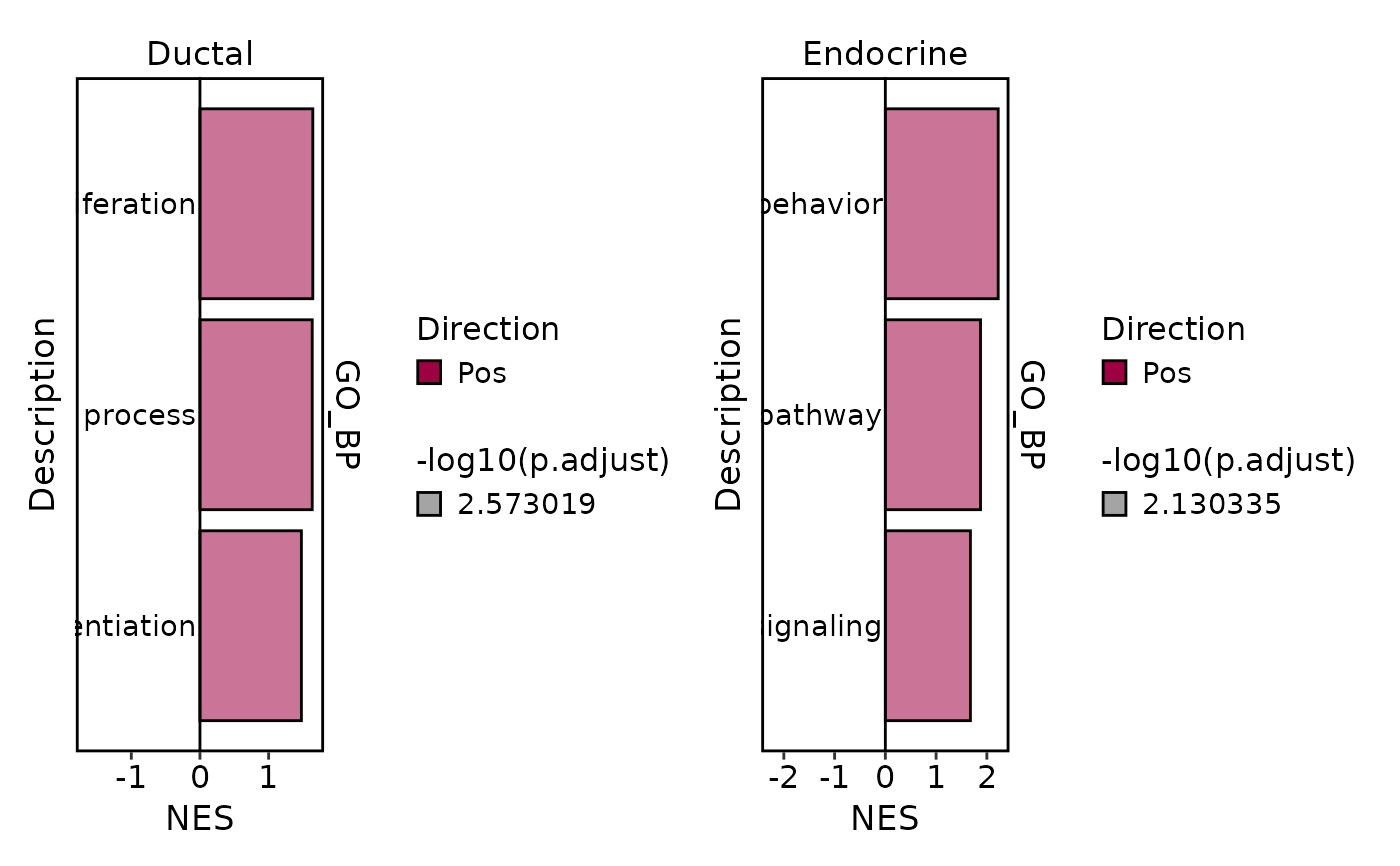 Ductal
Description
feration
process
entiation
-1 0 1
NES
GO_BP
Direction
Pos
-log10(p.adjust)
2.573019
Endocrine
Description
behavior
pathway
ignaling
-2 -1 0 1 2
NES
GO_BP
Direction
Pos
-log10(p.adjust)
2.130335